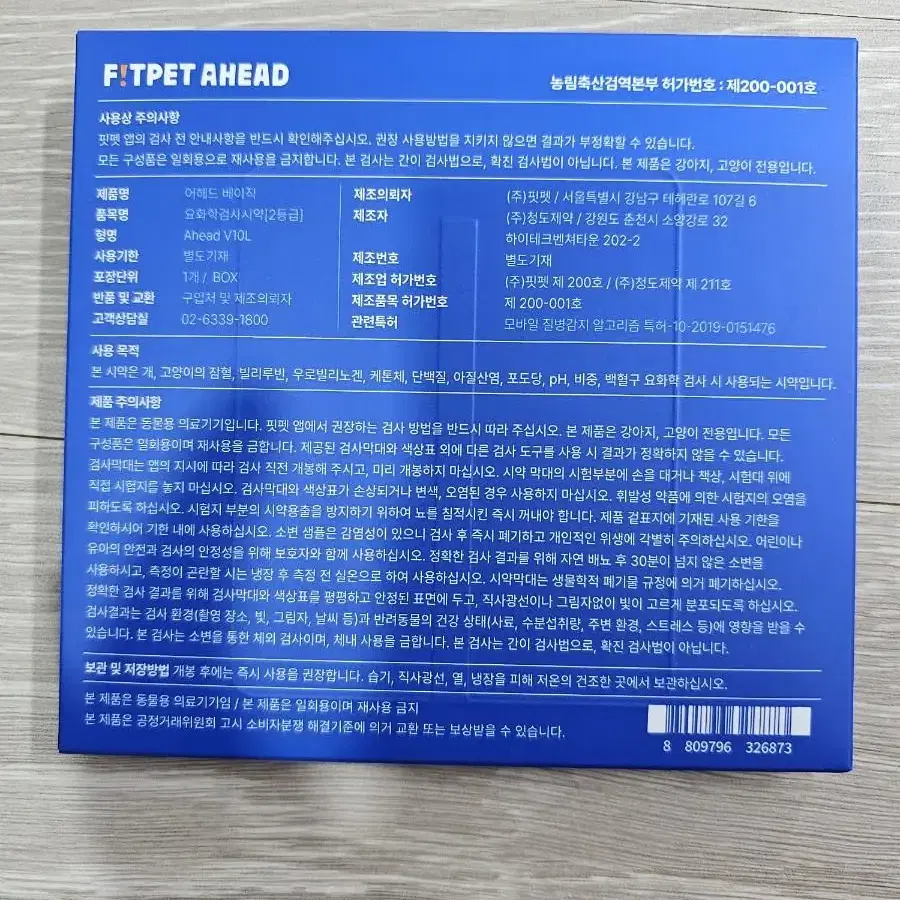 F!TPET AHEAD
농림축산검역본부 허가번호 : 제200-001호
사용상 주의사항
핏펫 앱의 검사 전 안내사항을 반드시 확인해주십시오. 권장 사용방법을 지키지 않으면 결과가 부정확할 수 있습니다.
모든 구성품은 일회용으로 재사용을 금지합니다. 본 검사는 간이 검사법으로, 확진 검사법이 아닙니다. 본 제품은 강아지, 고양이 전용입니다.
제품명 어헤드 베이직
품목명 요화학검사시약[2등급]
형명 Ahead V10L
사용기한 별도기재
포장단위 1개 / BOX
반품 및 교환 구입처 및 제조의뢰자
고객상담실 02-6339-1800
제조의뢰자 (주)핏펫 / 서울특별시 강남구 테헤란로 107길 6
제조자 (주)청도제약 / 강원도 춘천시 소양강로 32
하이테크벤쳐타운 202-2
제조번호 별도기재
제조업 허가번호 (주)핏펫 제 200호 / (주)청도제약 제 211호
제조품목 허가번호 제 200-001호
관련특허 모바일 질병감지 알고리즘 특허-10-2019-0151476
사용 목적
본 시약은 개, 고양이의 잠혈, 빌리루빈, 우로빌리노겐, 케톤체, 단백질, 아질산염, 포도당, pH, 비중, 백혈구 요화학 검사 시 사용되는 시약입니다.
제품 주의사항
본 제품은 동물용 의료기기입니다. 핏펫 앱에서 권장하는 검사 방법을 반드시 따라 주십시오. 본 제품은 강아지, 고양이 전용입니다. 모든
구성품은 일회용이며 재사용을 금합니다. 제공된 검사막대와 색상표 외에 다른 검사 도구를 사용 시 결과가 정확하지 않을 수 있습니다.
검사막대는 앱의 지시에 따라 검사 직전 개봉해 주시고, 미리 개봉하지 마십시오. 시약 막대의 시험부분에 손을 대거나 책상, 시험대 위에
직접 시험지를 놓지 마십시오. 검사막대와 색상표가 손상되거나 변색, 오염된 경우 사용하지 마십시오. 휘발성 약품에 의한 시험지의 오염을
피하도록 하십시오. 시험지 부분의 시약용출을 방지하기 위하여 뇨를 침적시킨 즉시 꺼내야 합니다. 제품 겉표지에 기재된 사용 기한을
확인하시어 기한 내에 사용하십시오. 소변 샘플은 감염성이 있으니 검사 후 즉시 폐기하고 개인적인 위생에 각별히 주의하십시오. 어린이나
유아의 안전과 검사의 안정성을 위해 보호자와 함께 사용하십시오. 정확한 검사 결과를 위해 자연 배뇨 후 30분이 넘지 않은 소변을
사용하시고, 측정이 곤란할 시는 냉장 후 측정 전 실온으로 하여 사용하십시오. 시약막대는 생물학적 폐기물 규정에 의거 폐기하십시오.
정확한 검사 결과를 위해 검사막대와 색상표를 평평하고 안정된 표면에 두고, 직사광선이나 그림자없이 빛이 고르게 분포되도록 하십시오.
검사결과는 검사 환경(촬영 장소, 빛, 그림자, 날씨 등)과 반려동물의 건강 상태(사료, 수분섭취량, 주변 환경, 스트레스 등)에 영향을 받을 수
있습니다. 본 검사는 소변을 통한 체외 검사이며, 체내 사용을 금합니다. 본 검사는 간이 검사법으로, 확진 검사법이 아닙니다.
보관 및 저장방법 개봉 후에는 즉시 사용을 권장합니다. 습기, 직사광선, 열, 냉장을 피해 저온의 건조한 곳에서 보관하십시오.
본 제품은 동물용 의료기기임 / 본 제품은 일회용이며 재사용 금지
본 제품은 공정거래위원회 고시 소비자분쟁 해결기준에 의거 교환 또는 보상받을 수 있습니다.
8 809796 326873